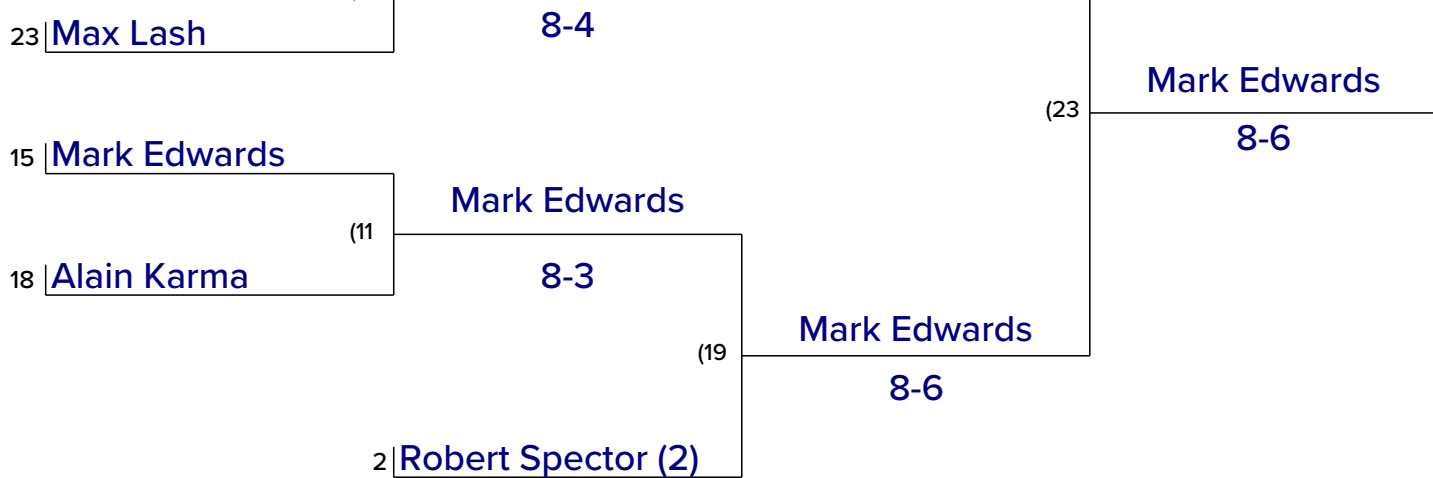 23 Max Lash
8-4
Mark Edwards
(23
8-6
15 Mark Edwards
Mark Edwards
(11
18 Alain Karma
8-3
Mark Edwards
(19
8-6
2 Robert Spector (2)